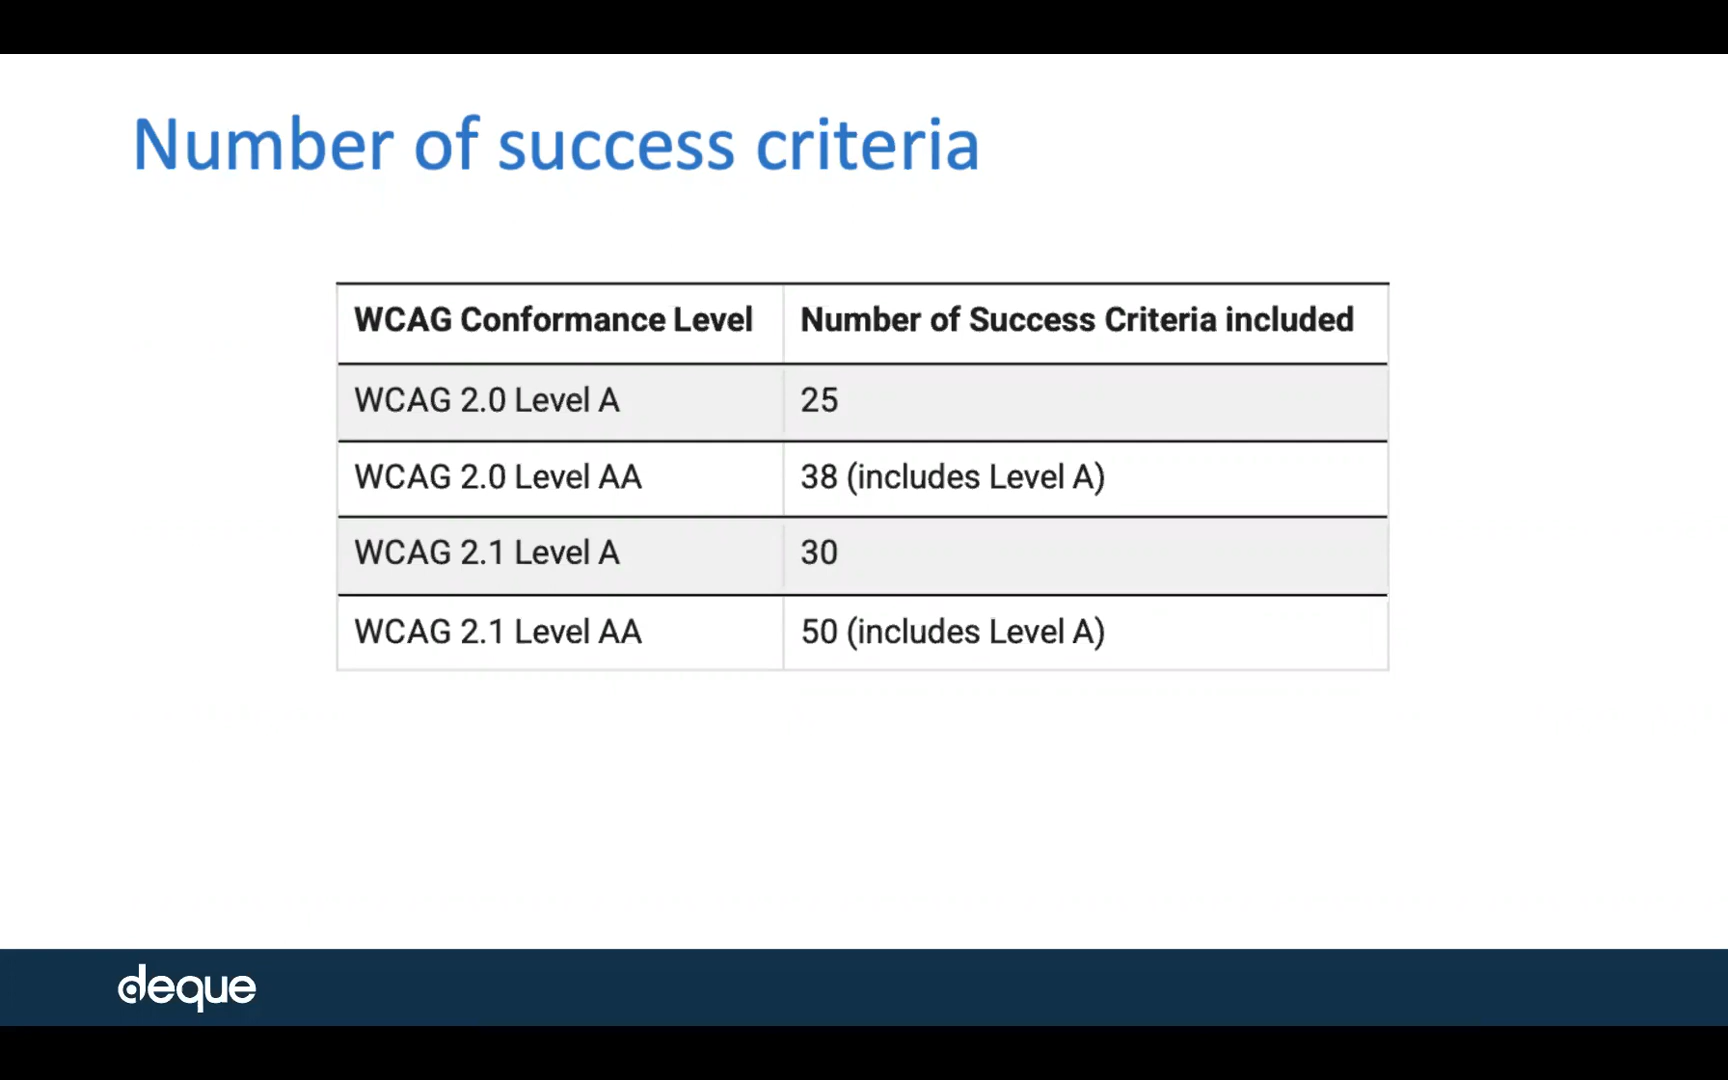 Number of success criteria
WCAG Conformance Level Number of Success Criteria included
WCAG 2.0 Level A 25
WCAG 2.0 Level AA 38 (includes Level A)
WCAG 2.1 Level A 30
WCAG 2.1 Level AA 50 (includes Level A)
deque